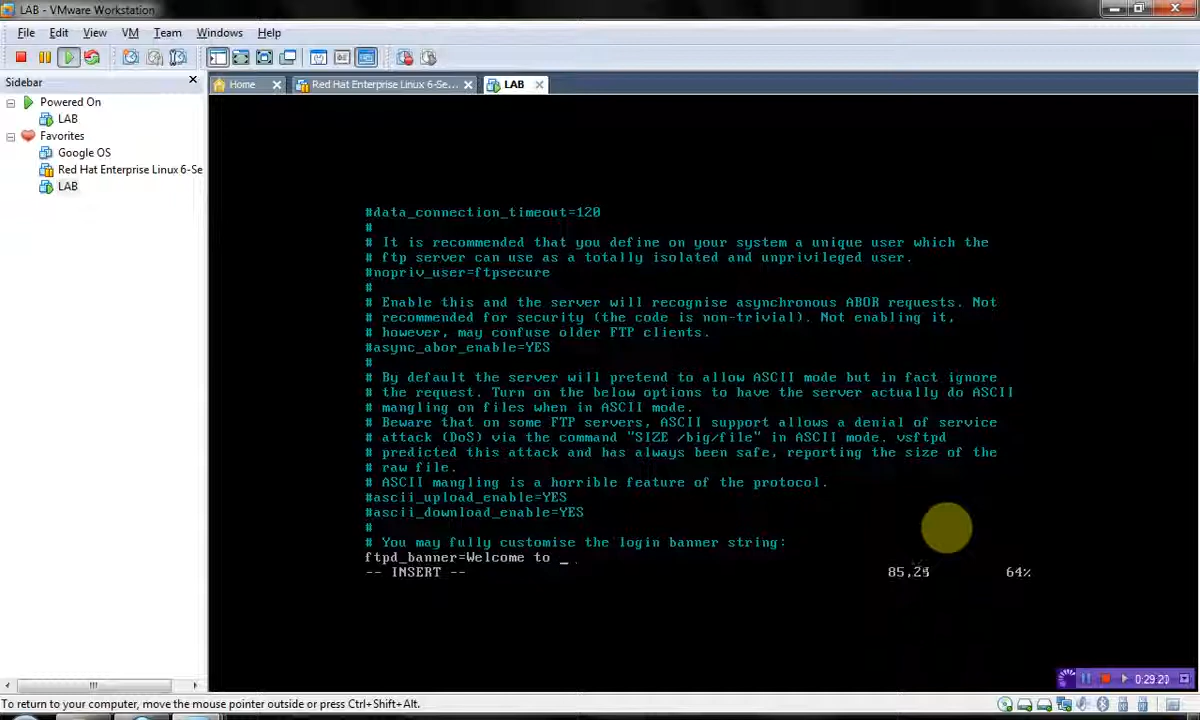 LAB - VMware Workstation
File Edit View VM Team Windows Help
Sidebar
Home
Red Hat Enterprise Linux 6-Se...
LAB
Powered On
LAB
Favorites
Google OS
Red Hat Enterprise Linux 6-Se
LAB
#data_connection_timeout=120
#
# It is recommended that you define on your system a unique user which the
# ftp server can use as a totally isolated and unprivileged user.
#nopriv_user=ftpsecure
#
# Enable this and the server will recognise asynchronous ABOR requests. Not
# recommended for security (the code is non-trivial). Not enabling it,
# however, may confuse older FTP clients.
#async_abor_enable=YES
#
# By default the server will pretend to allow ASCII mode but in fact ignore
# the request. Turn on the below options to have the server actually do ASCII
# mangling on files when in ASCII mode.
# Beware that on some FTP servers, ASCII support allows a denial of service
# attack (DoS) via the command "SIZE /big/file" in ASCII mode. vsftpd
# predicted this attack and has always been safe, reporting the size of the
# raw file.
# ASCII mangling is a horrible feature of the protocol.
#ascii_upload_enable=YES
#ascii_download_enable=YES
#
# You may fully customise the login banner string:
ftpd_banner=Welcome to _
-- INSERT -- 64%
To return to your computer, move the mouse pointer outside or press Ctrl+Shift+Alt.